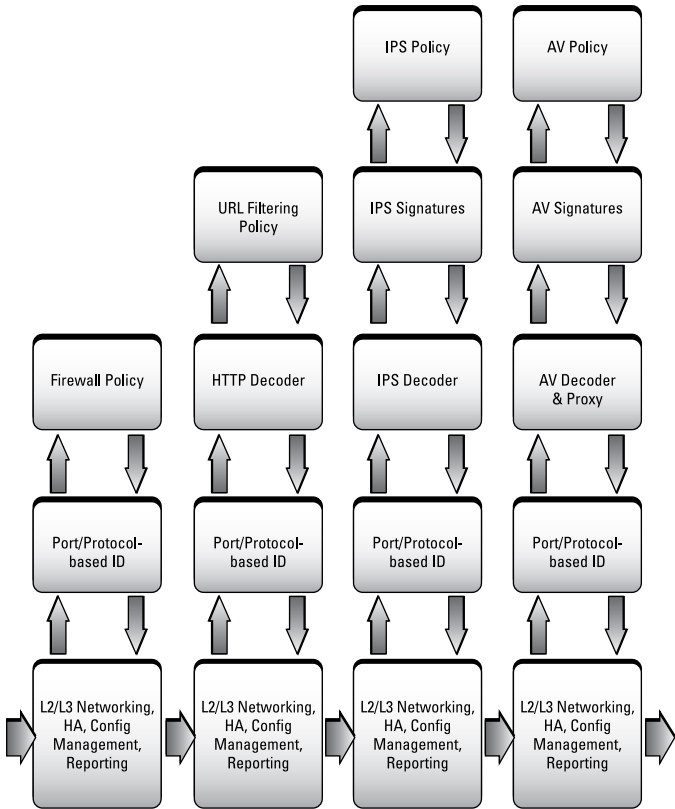 IPS Policy
AV Policy
URL Filtering
Policy
IPS Signatures
AV Signatures
Firewall Policy
HTTP Decoder
IPS Decoder
AV Decoder
& Proxy
Port/Protocol-
based ID
Port/Protocol-
based ID
Port/Protocol-
based ID
Port/Protocol-
based ID
L2/L3 Networking,
HA, Config
Management,
Reporting
L2/L3 Networking,
HA, Config
Management,
Reporting
L2/L3 Networking,
HA, Config
Management,
Reporting
L2/L3 Networking,
HA, Config
Management,
Reporting